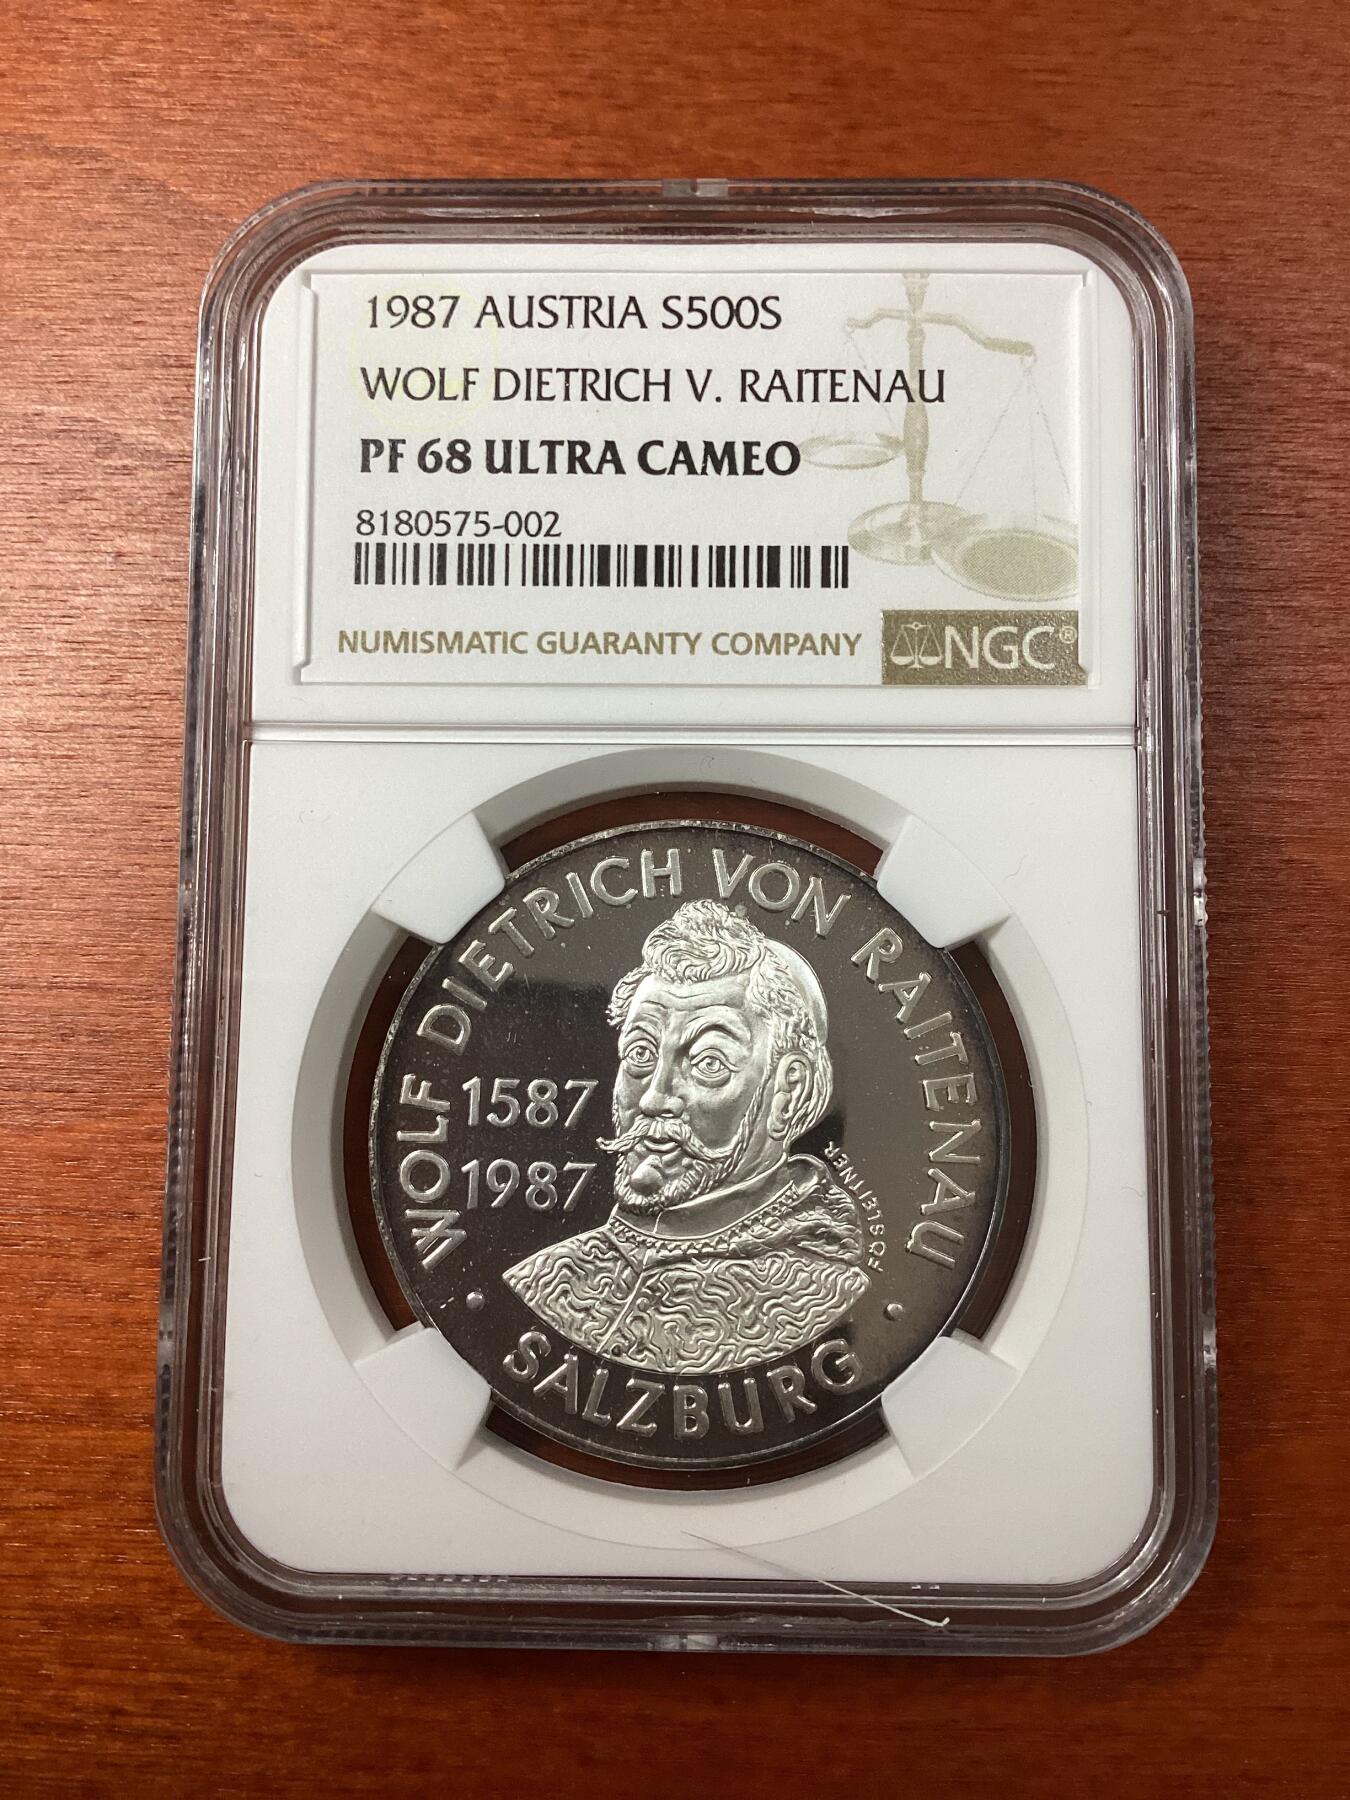 1987 AUSTRIA S500S
WOLF DIETRICH V. RAITENAU
PF 68 ULTRA CAMEO
8180575-002
NUMISMATIC GUARANTY COMPANY
NGC®
WOLF DIETRICH VON RAITENAU
1587
1987
FOSLEITNER
• SALZBURG •